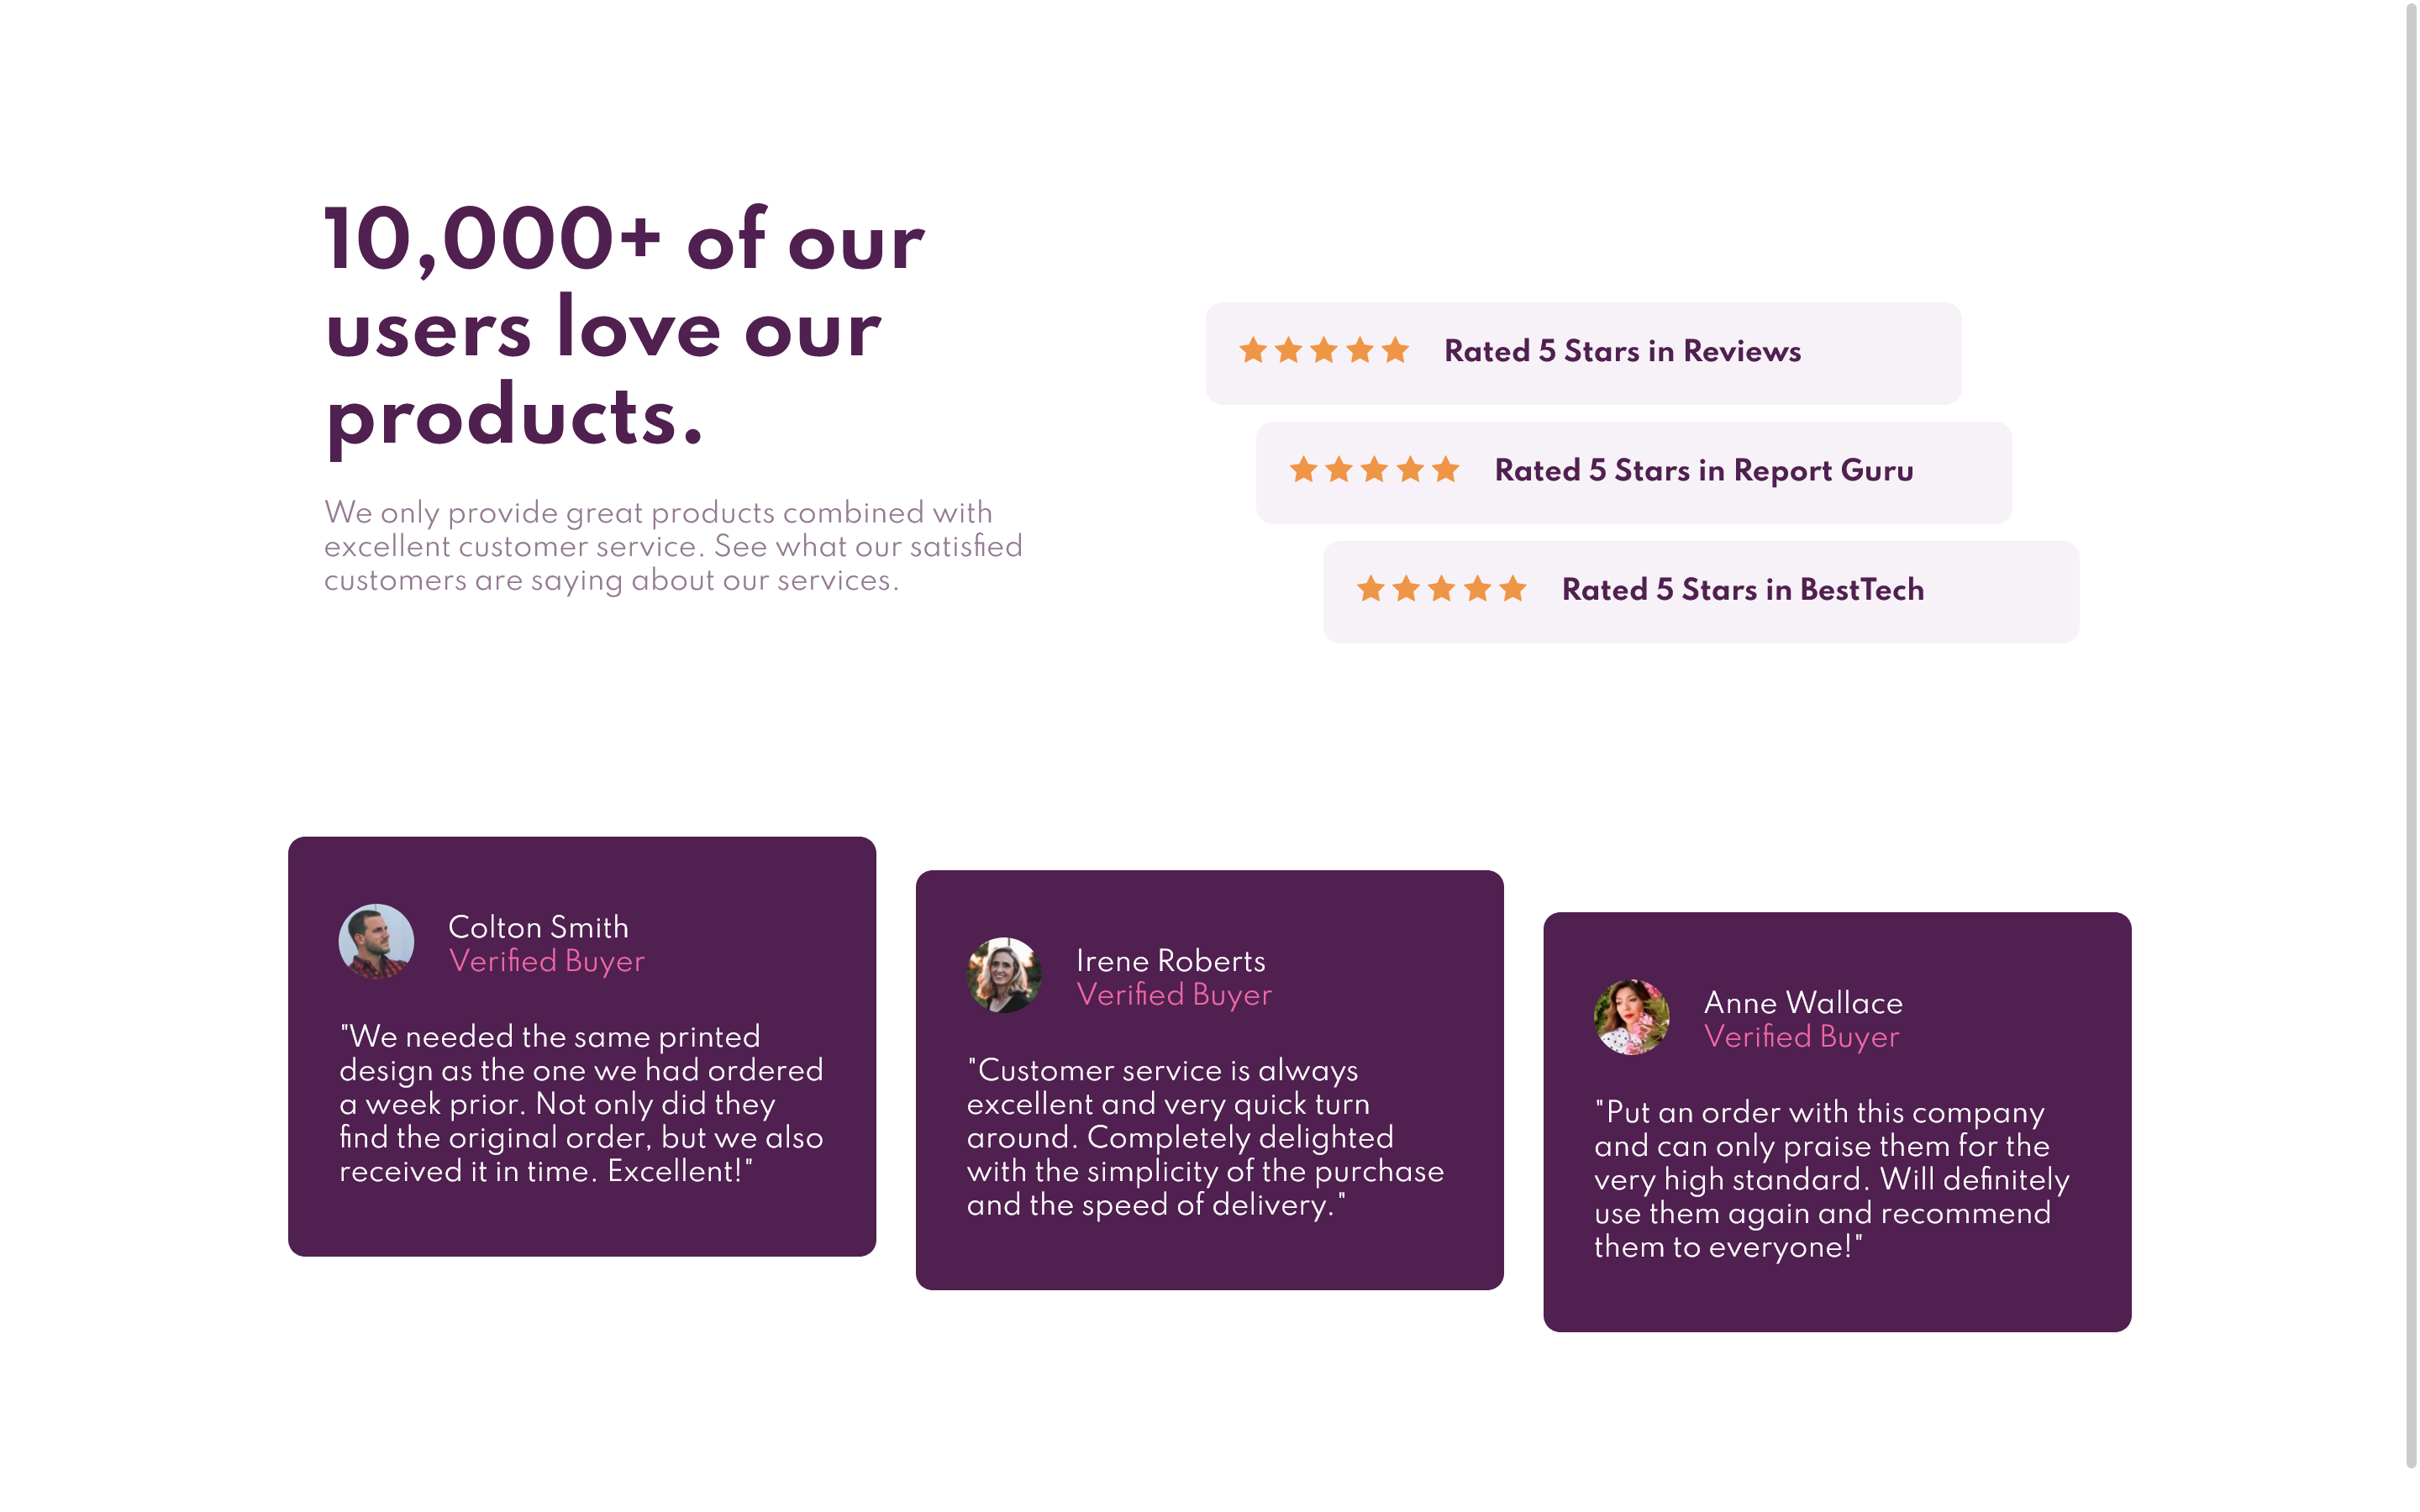 10,000+ of our
users love our
products.
We only provide great products combined with
excellent customer service. See what our satisfied
customers are saying about our services.
Rated 5 Stars in Reviews
Rated 5 Stars in Report Guru
Rated 5 Stars in BestTech
Colton Smith
Verified Buyer
"We needed the same printed
design as the one we had ordered
a week prior. Not only did they
find the original order, but we also
received it in time. Excellent!"
Irene Roberts
Verified Buyer
"Customer service is always
excellent and very quick turn
around. Completely delighted
with the simplicity of the purchase
and the speed of delivery."
Anne Wallace
Verified Buyer
"Put an order with this company
and can only praise them for the
very high standard. Will definitely
use them again and recommend
them to everyone!"